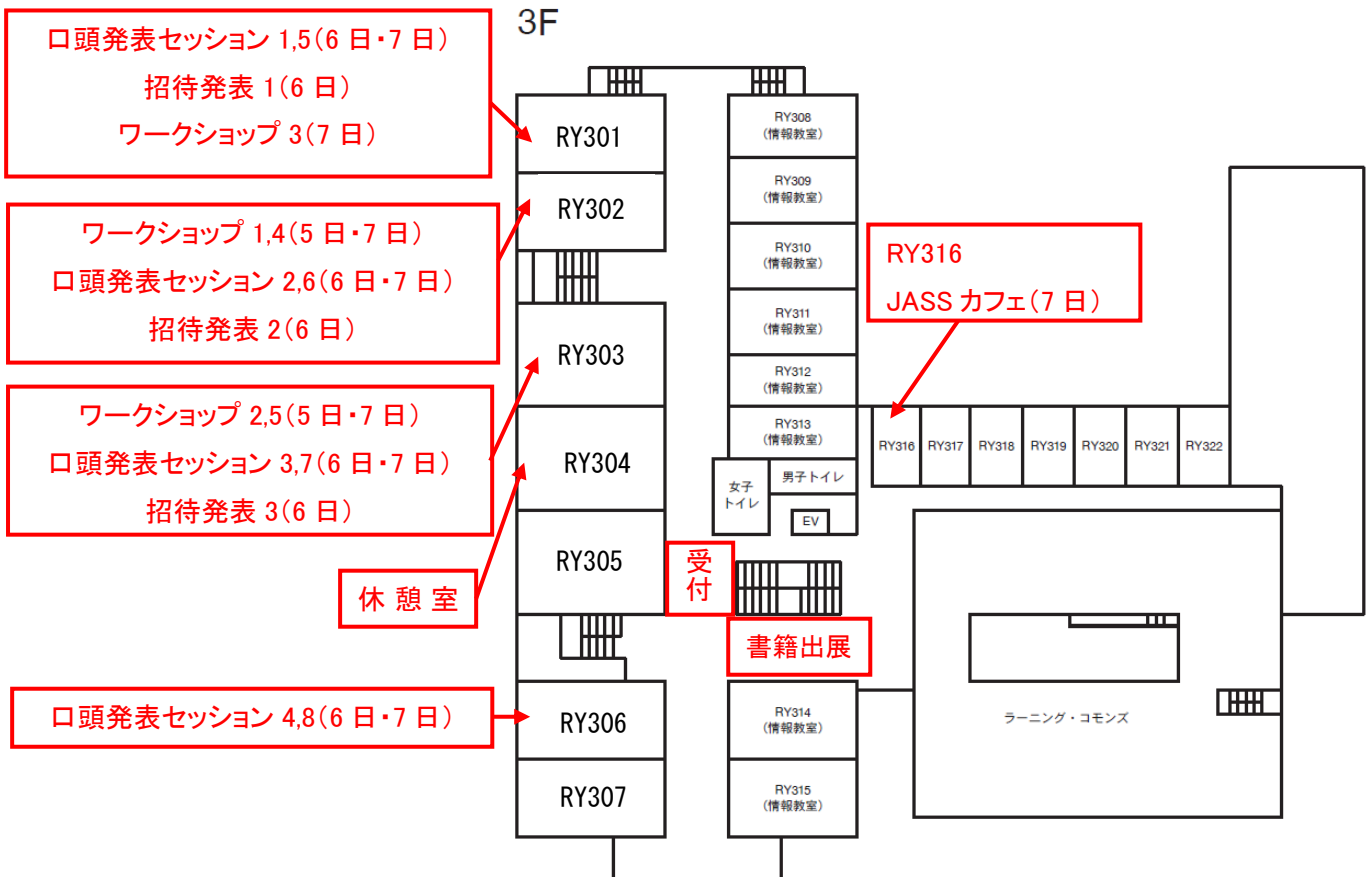 3F
口頭発表セッション 1,5(6 日・7 日)
招待発表 1(6 日)
ワークショップ 3(7 日)
ワークショップ 1,4(5 日・7 日)
口頭発表セッション 2,6(6 日・7 日)
招待発表 2(6 日)
ワークショップ 2,5(5 日・7 日)
口頭発表セッション 3,7(6 日・7 日)
招待発表 3(6 日)
休 憩 室
口頭発表セッション 4,8(6 日・7 日)
RY301
RY302
RY303
RY304
RY305
RY306
RY307
受
付
書籍出展
RY308
(情報教室)
RY309
(情報教室)
RY310
(情報教室)
RY311
(情報教室)
RY312
(情報教室)
RY313
(情報教室)
女子
トイレ
男子トイレ
EV
RY314
(情報教室)
RY315
(情報教室)
RY316
JASS カフェ(7 日)
RY316
RY317
RY318
RY319
RY320
RY321
RY322
ラーニング・コモンズ